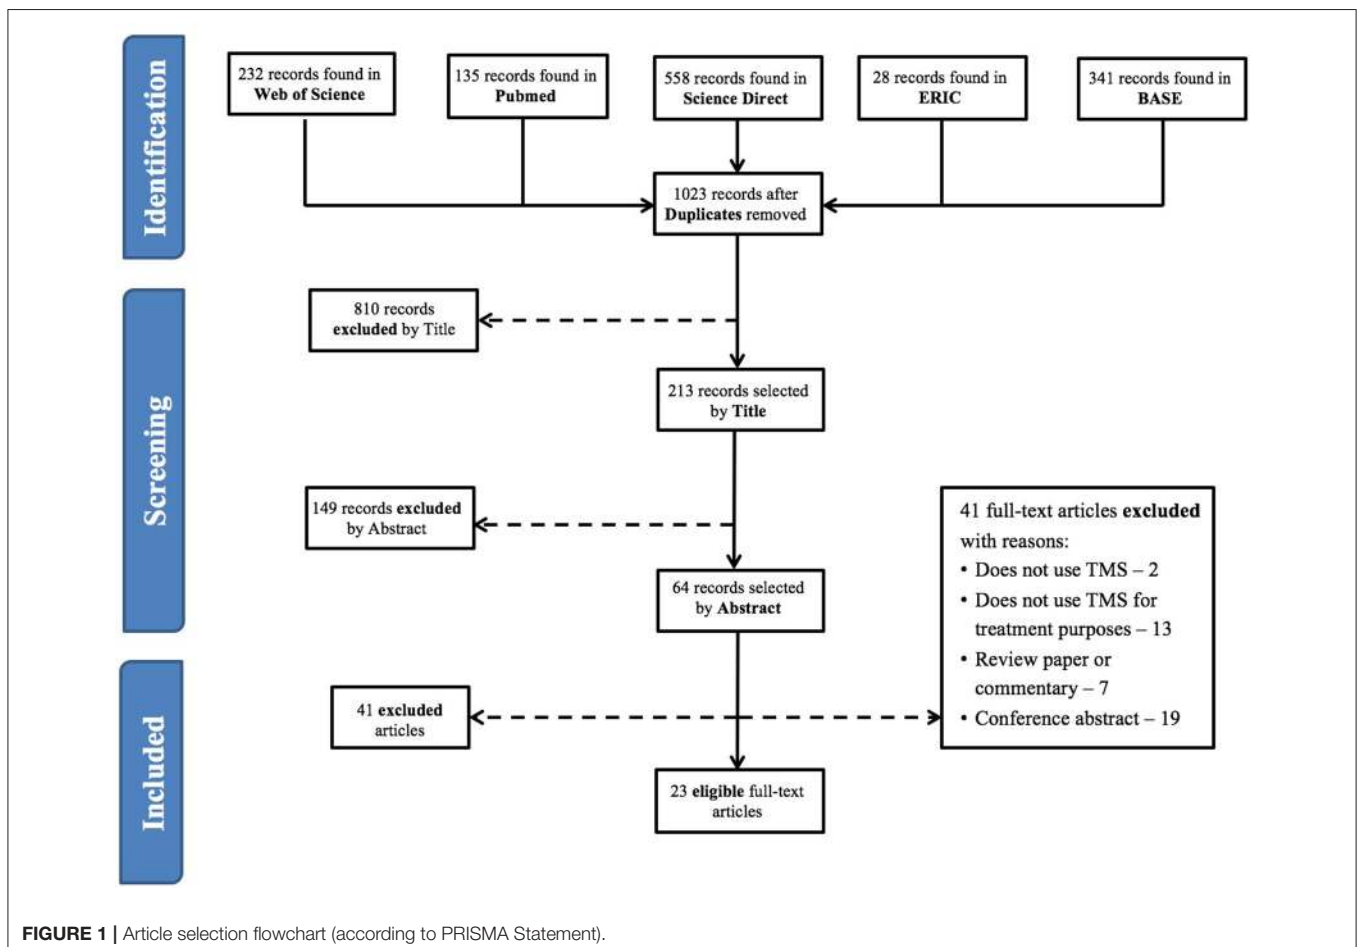 Identification
232 records found in
Web of Science
135 records found in
Pubmed
558 records found in
Science Direct
28 records found in
ERIC
341 records found in
BASE
1023 records after
Duplicates removed
Screening
810 records
excluded by Title
213 records selected
by Title
149 records excluded
by Abstract
64 records selected
by Abstract
41 full-text articles excluded
with reasons:
• Does not use TMS – 2
• Does not use TMS for
treatment purposes – 13
• Review paper or
commentary – 7
• Conference abstract – 19
Included
41 excluded
articles
23 eligible full-text
articles
FIGURE 1 | Article selection flowchart (according to PRISMA Statement).